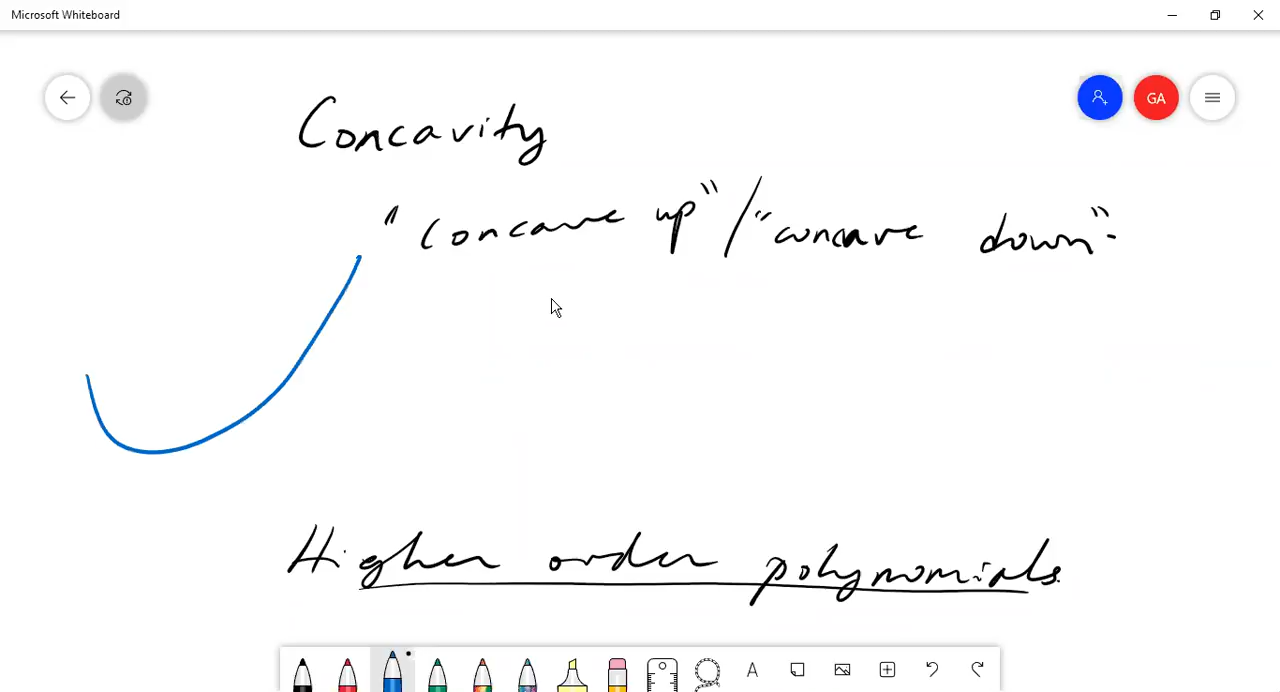 Microsoft Whiteboard
GA
Concavity
"concave up" / "concave down".
Higher order polynomials.
A